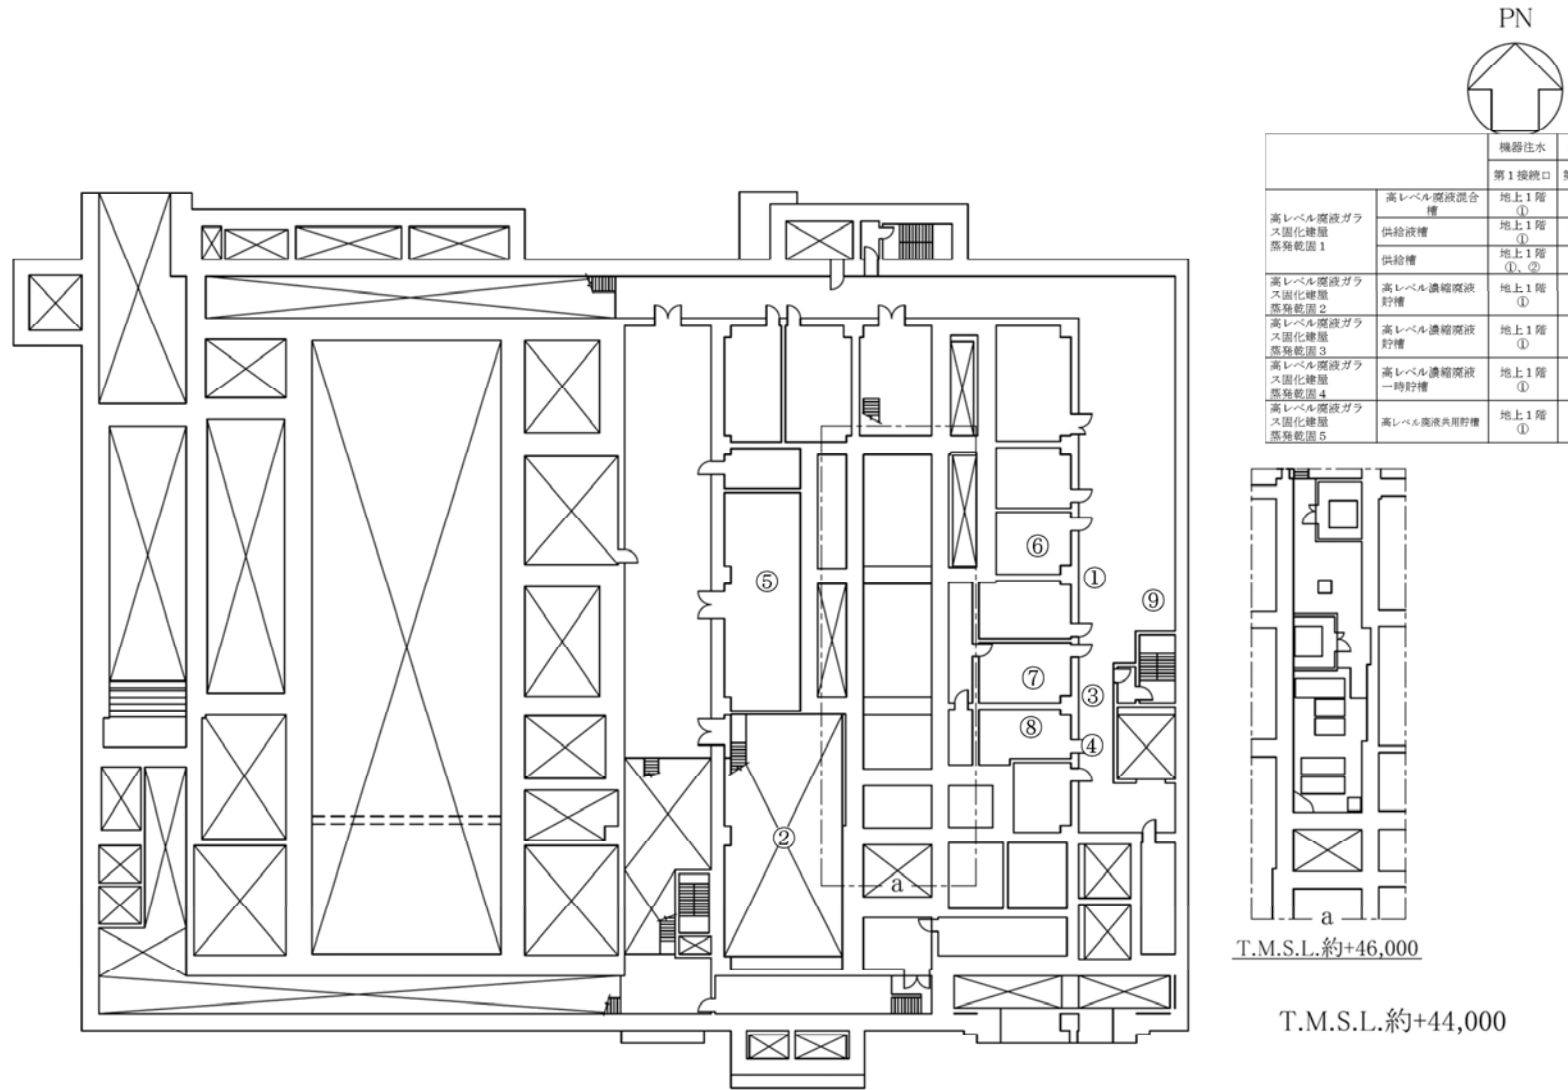 PN
機器注水
第1接続口
高レベル廃液ガラ
ス固化建屋
蒸発乾固1
高レベル廃液混合
槽
地上1階
①
供給液槽
地上1階
①
供給槽
地上1階
①、②
高レベル廃液ガラ
ス固化建屋
蒸発乾固2
高レベル濃縮廃液
貯槽
地上1階
①
高レベル廃液ガラ
ス固化建屋
蒸発乾固3
高レベル濃縮廃液
貯槽
地上1階
①
高レベル廃液ガラ
ス固化建屋
蒸発乾固4
高レベル濃縮廃液
一時貯槽
地上1階
①
高レベル廃液ガラ
ス固化建屋
蒸発乾固5
高レベル廃液共用貯槽
地上1階
①
⑥
①
⑤
⑨
⑦
③
⑧
④
②
a
a
T.M.S.L.約+46,000
T.M.S.L.約+44,000